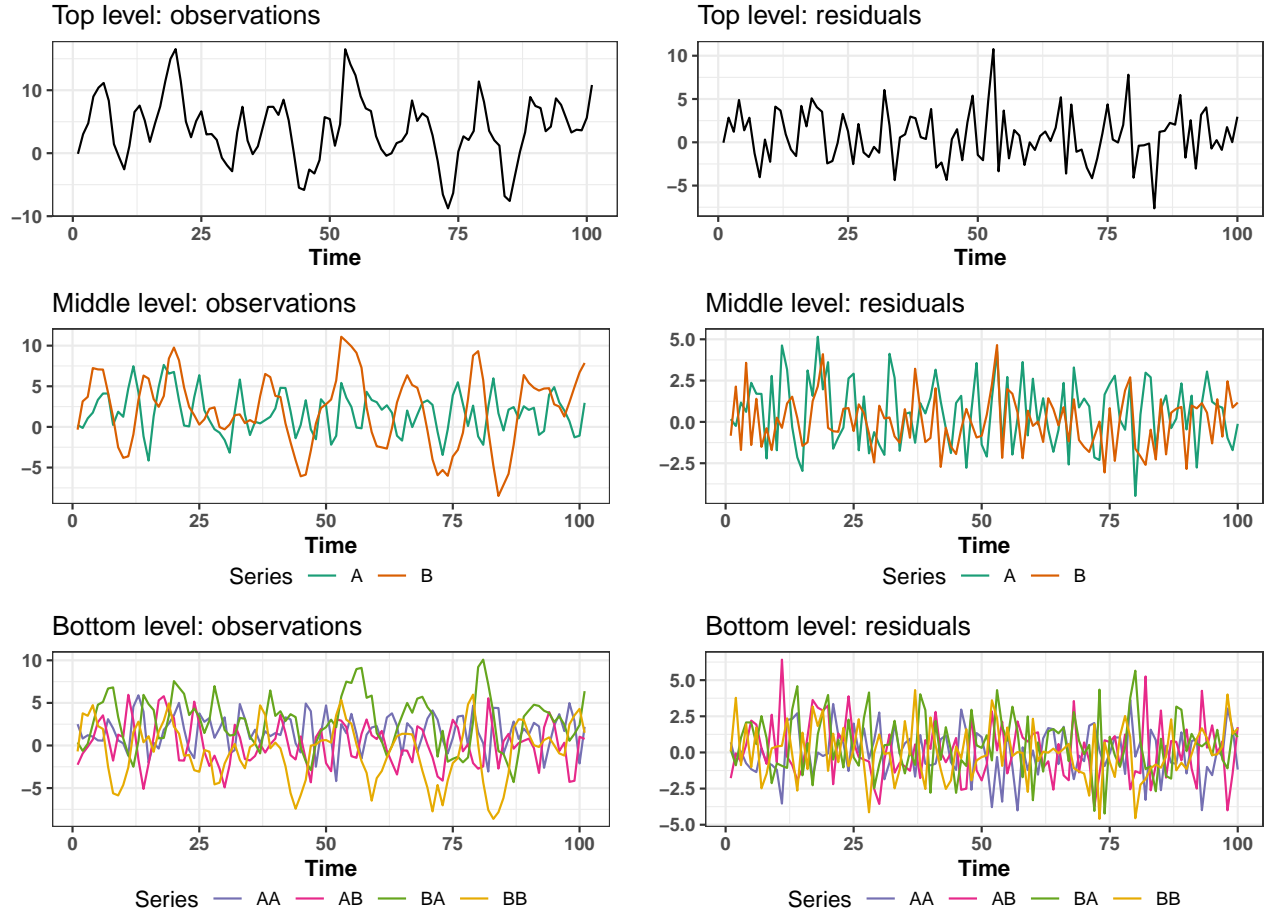 Top level: observations
10
0
−10
0 25 50 75 100
Time
Top level: residuals
10
5
0
−5
0 25 50 75 100
Time
Middle level: observations
10
5
0
−5
0 25 50 75 100
Time
Series A B
Middle level: residuals
5.0
2.5
0.0
−2.5
0 25 50 75 100
Time
Series A B
Bottom level: observations
10
5
0
−5
0 25 50 75 100
Time
Series AA AB BA BB
Bottom level: residuals
5.0
2.5
0.0
−2.5
−5.0
0 25 50 75 100
Time
Series AA AB BA BB